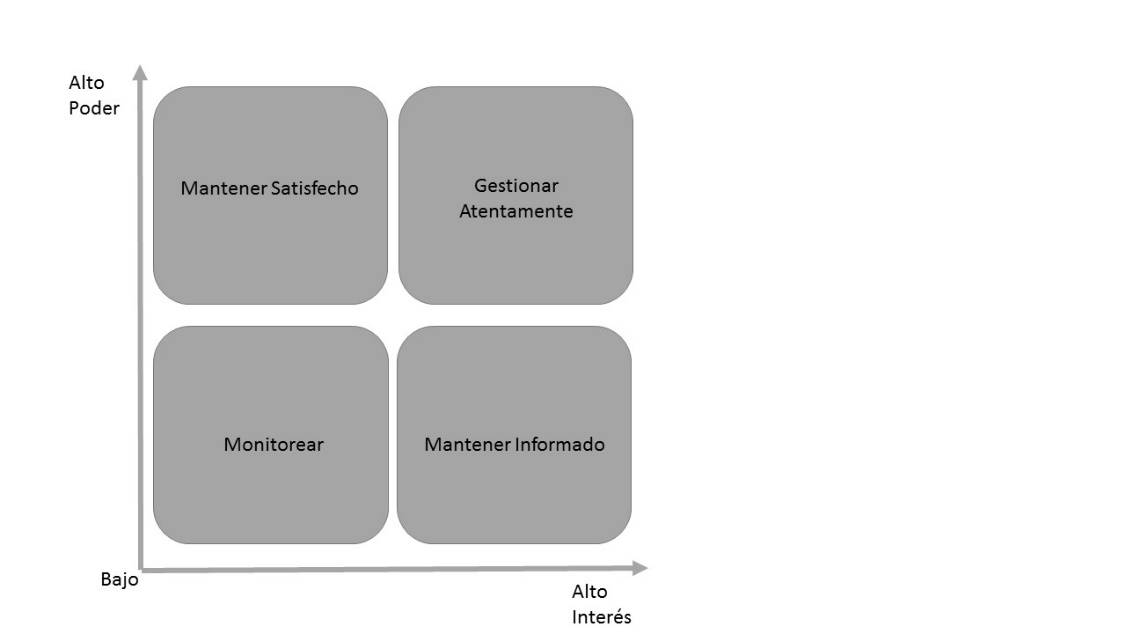 Alto
Poder
Mantener Satisfecho
Gestionar
Atentamente
Monitorear
Mantener Informado
Bajo
Alto
Interés